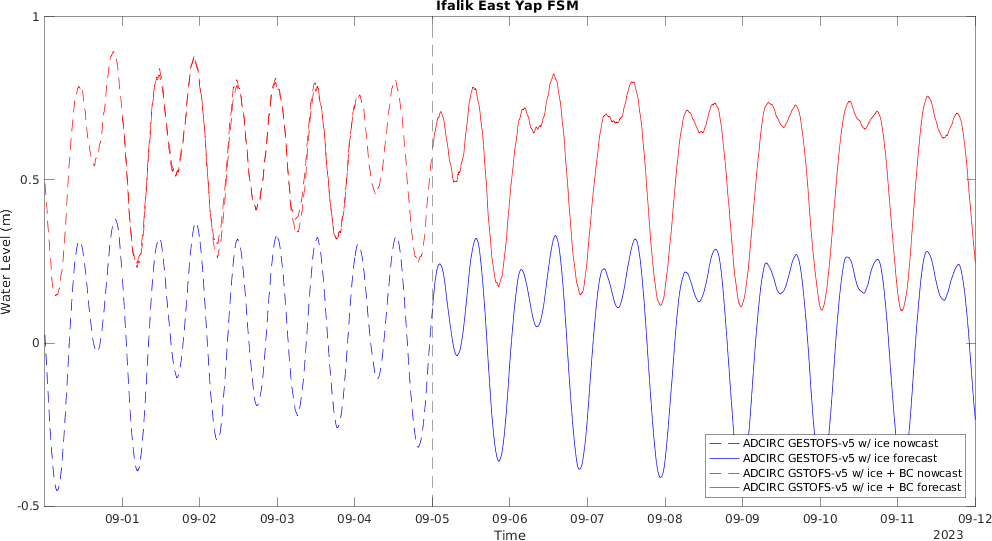 Ifalik East Yap FSM
1
0.5
0
-0.5
Water Level (m)
ADCIRC GESTOFS-v5 w/ ice nowcast
ADCIRC GESTOFS-v5 w/ ice forecast
ADCIRC GSTOFS-v5 w/ ice + BC nowcast
ADCIRC GSTOFS-v5 w/ ice + BC forecast
09-01 09-02 09-03 09-04 09-05 09-06 09-07 09-08 09-09 09-10 09-11 09-12
Time
2023